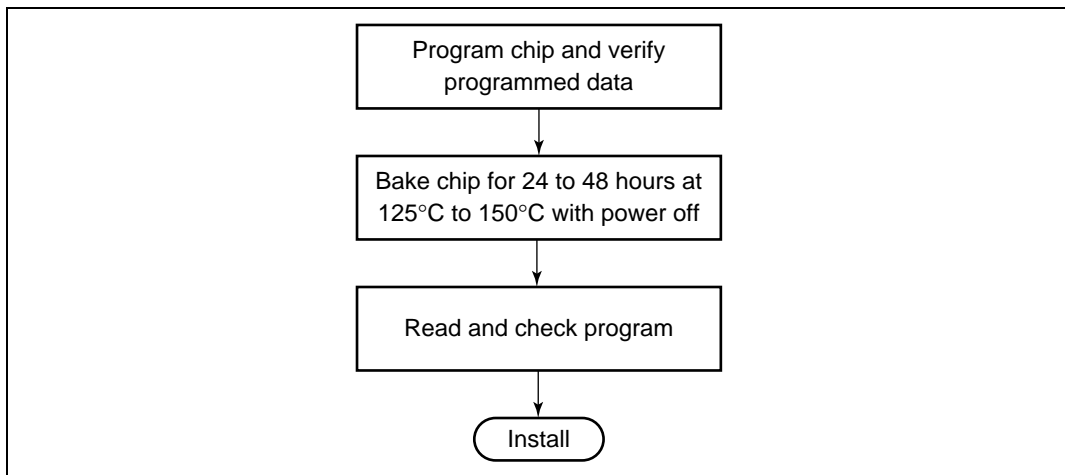 Program chip and verify
programmed data
Bake chip for 24 to 48 hours at
125°C to 150°C with power off
Read and check program
Install